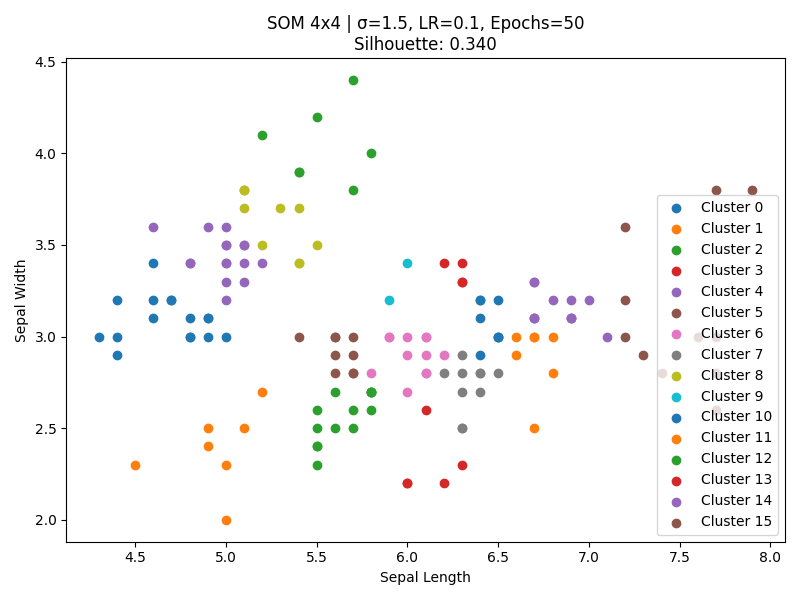 SOM 4x4 | σ=1.5, LR=0.1, Epochs=50
Silhouette: 0.340
4.5
4.0
3.5
3.0
2.5
2.0
Sepal Width
Cluster 0
Cluster 1
Cluster 2
Cluster 3
Cluster 4
Cluster 5
Cluster 6
Cluster 7
Cluster 8
Cluster 9
Cluster 10
Cluster 11
Cluster 12
Cluster 13
Cluster 14
Cluster 15
4.5 5.0 5.5 6.0 6.5 7.0 7.5 8.0
Sepal Length